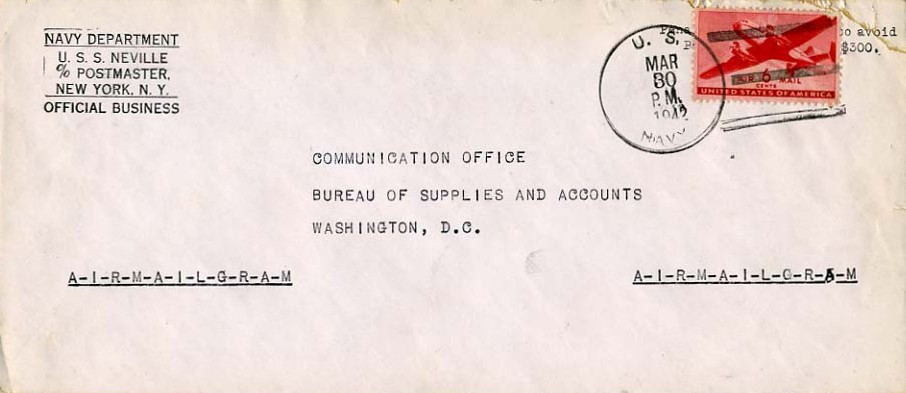 NAVY DEPARTMENT
U. S. S. NEVILLE
% POSTMASTER,
NEW YORK, N. Y.
OFFICIAL BUSINESS
to avoid
$300.
U. S.
MAR
30
P.M.
1942
NAVY
AIR 6 MAIL
CENTS
UNITED STATES OF AMERICA
COMMUNICATION OFFICE
BUREAU OF SUPPLIES AND ACCOUNTS
WASHINGTON, D.C.
A-I-R-M-A-I-L-G-R-A-M
A-I-R-M-A-I-L-G-R-A-M